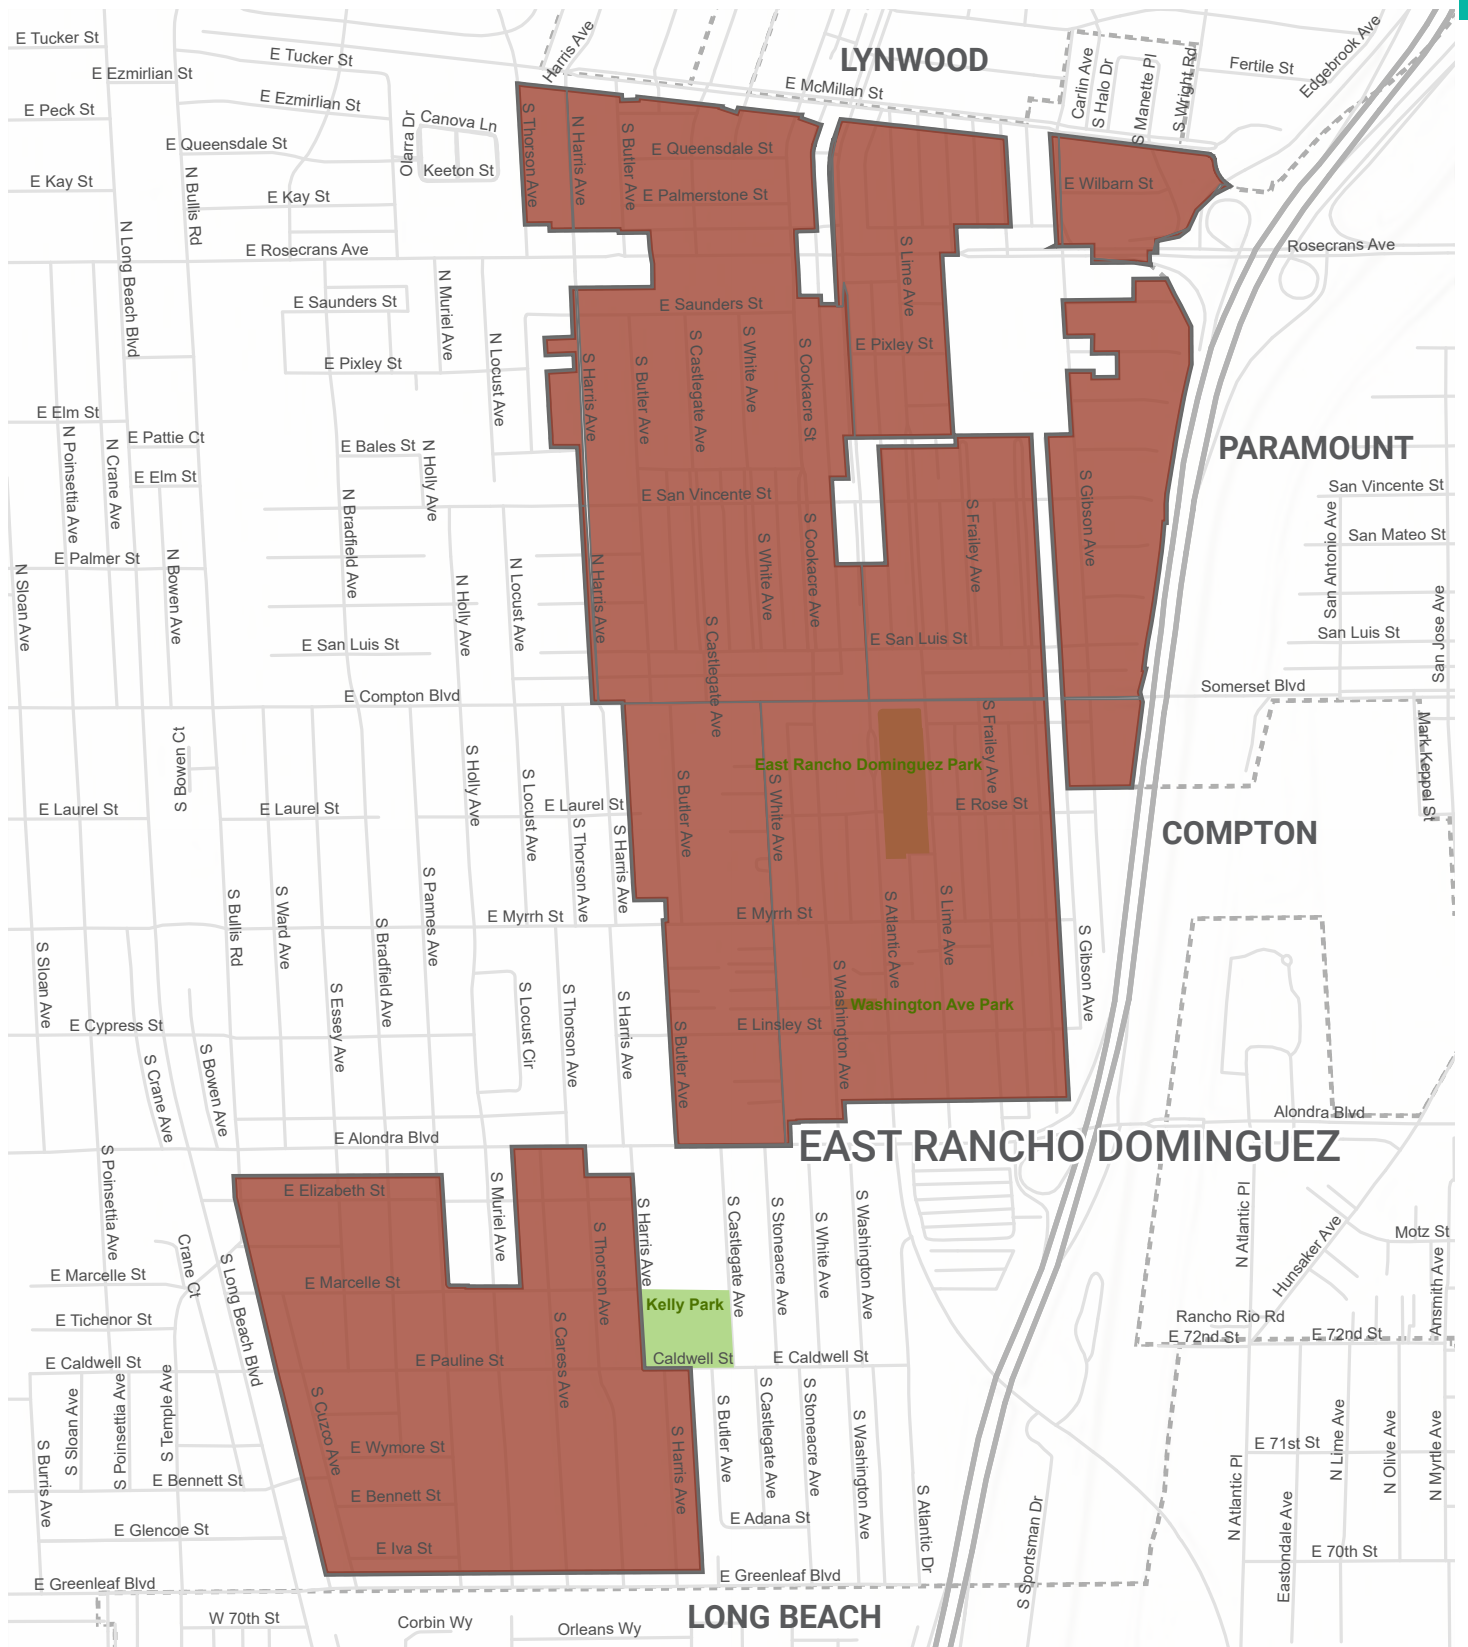 E Tucker St
Harris Ave
LYNWOOD
Carlin Ave
S Halo Dr
S Manette Pl
S Wright Rd
Fertile St
Edgebrook Ave
E Tucker St
E Ezmirlian St
E McMillan St
E Ezmirlian St
E Peck St
Olarra Dr
Canova Ln
S Thorson Ave
N Harris Ave
S Butler Ave
E Queensdale St
E Queensdale St
Keeton St
E Kay St
N Bullis Rd
E Kay St
E Palmerstone St
E Wilbarn St
N Long Beach Blvd
E Rosecrans Ave
S Lime Ave
Rosecrans Ave
N Muriel Ave
E Saunders St
E Saunders St
E Pixley St
N Locust Ave
S Harris Ave
S Butler Ave
S Castlegate Ave
S White Ave
S Cookacre St
E Pixley St
E Elm St
N Poinsettia Ave
N Crane Ave
E Pattie Ct
E Elm St
E Bales St
N Holly Ave
PARAMOUNT
N Bradfield Ave
E San Vincente St
S Gibson Ave
San Vincente St
S Frailey Ave
San Antonio Ave
San Mateo St
N Sloan Ave
E Palmer St
N Bowen Ave
N Holly Ave
N Locust Ave
N Harris Ave
S White Ave
S Cookacre Ave
San Jose Ave
E San Luis St
S Castlegate Ave
E San Luis St
San Luis St
E Compton Blvd
Somerset Blvd
S Bowen Ct
S Holly Ave
S Locust Ave
S Butler Ave
East Rancho Dominguez Park
S White Ave
S Frailey Ave
Mark Keppel St
E Laurel St
E Laurel St
E Laurel St
E Rose St
COMPTON
S Thorson Ave
S Harris Ave
S Bullis Rd
S Ward Ave
S Pannes Ave
S Bradfield Ave
E Myrrh St
E Myrrh St
S Atlantic Ave
S Lime Ave
S Gibson Ave
S Sloan Ave
S Essey Ave
S Locust Cir
S Thorson Ave
S Harris Ave
S Washington Ave
Washington Ave Park
E Cypress St
S Crane Ave
S Bowen Ave
S Butler Ave
E Linsley St
Alondra Blvd
E Alondra Blvd
EAST RANCHO DOMINGUEZ
S Poinsettia Ave
E Elizabeth St
S Muriel Ave
S Thorson Ave
S Harris Ave
S Castlegate Ave
S Stoneacre Ave
S White Ave
S Washington Ave
N Atlantic Pl
Hunsaker Ave
Motz St
Crane Ct
S Long Beach Blvd
E Marcelle St
E Marcelle St
Ansmith Ave
Kelly Park
E Tichenor St
S Caress Ave
Rancho Rio Rd
E 72nd St
E 72nd St
E Caldwell St
E Pauline St
Caldwell St
E Caldwell St
S Sloan Ave
S Poinsettia Ave
S Temple Ave
S Cuzco Ave
S Harris Ave
S Butler Ave
S Castlegate Ave
S Stoneacre Ave
S Washington Ave
N Lime Ave
N Olive Ave
N Myrtle Ave
S Burris Ave
E Wymore St
E 71st St
E Bennett St
E Bennett St
N Atlantic Pl
Eastondale Ave
E Glencoe St
E Adana St
S Atlantic Dr
S Sportsman Dr
E Iva St
E 70th St
E Greenleaf Blvd
E Greenleaf Blvd
W 70th St
Corbin Wy
Orleans Wy
LONG BEACH